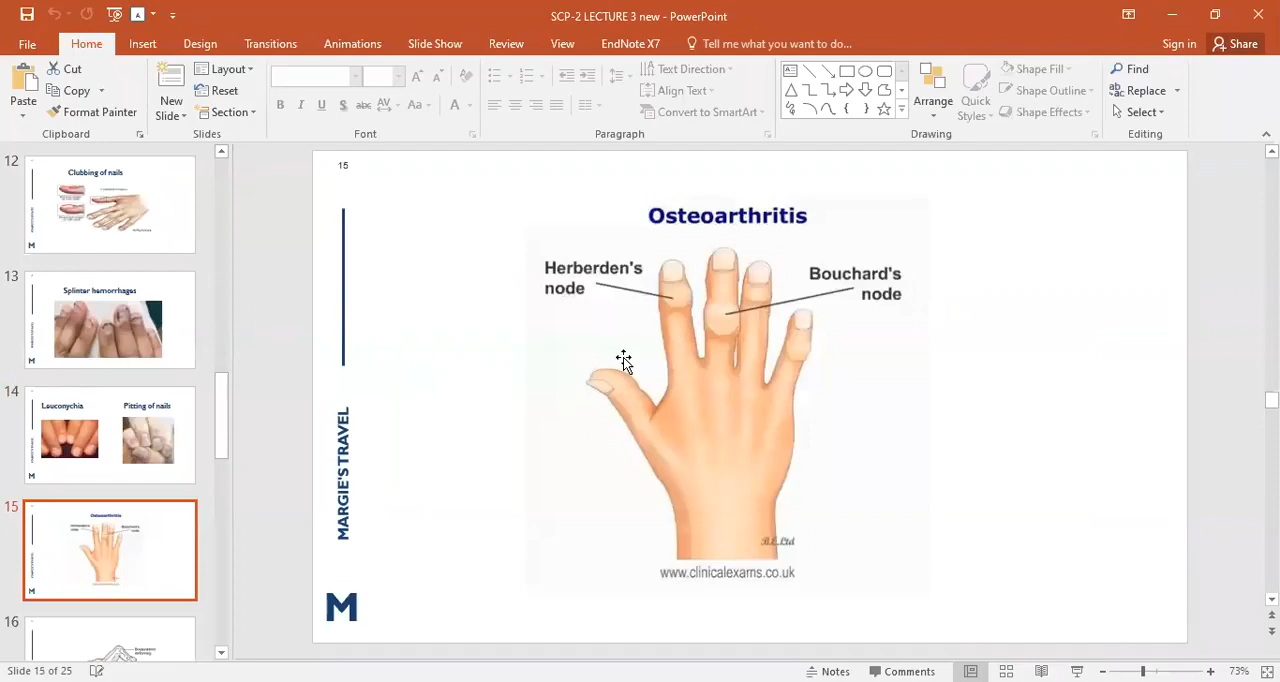 SCP-2 LECTURE 3 new - PowerPoint
File
Home
Insert
Design
Transitions
Animations
Slide Show
Review
View
EndNote X7
Tell me what you want to do...
Sign in
Share
Paste
Cut
Copy
Format Painter
Clipboard
New
Slide
Layout
Reset
Section
Slides
B I U S abc AV Aa A
Font
Text Direction
Align Text
Convert to SmartArt
Paragraph
Arrange
Quick
Styles
Shape Fill
Shape Outline
Shape Effects
Drawing
Find
Replace
Select
Editing
12
Clubbing of nails
M
13
Splinter hemorrhages
M
14
Leuconychia
Pitting of nails
M
15
Osteoarthritis
M
16
15
Osteoarthritis
Herberden's
node
Bouchard's
node
B.E.Ltd
www.clinicalexams.co.uk
MARGIE'S TRAVEL
M
Slide 15 of 25
Notes
Comments
73%